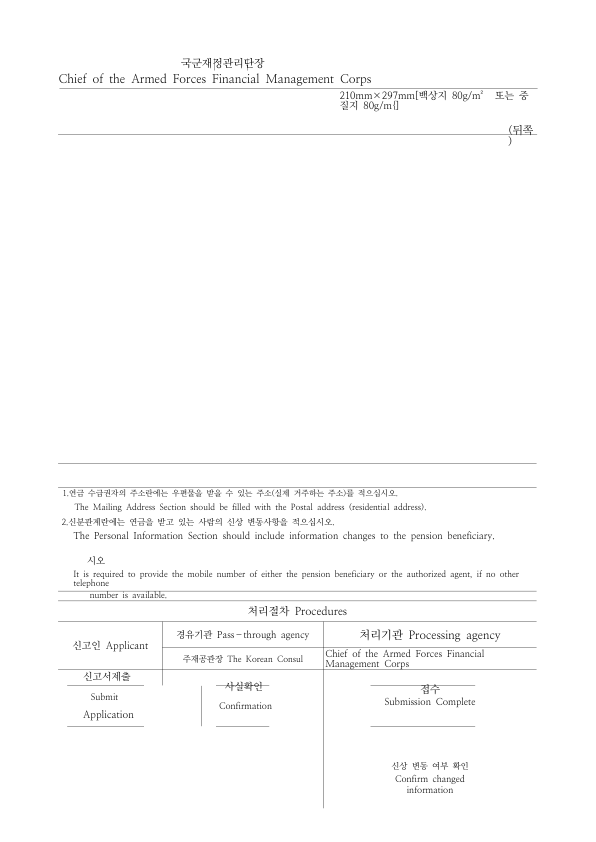 국군재정관리단장
Chief of the Armed Forces Financial Management Corps
210mm×297mm[백상지 80g/㎡ 또는 중
질지 80g/㎡]
(뒤쪽
)
1.연금 수급권자의 주소란에는 우편물을 받을 수 있는 주소(실제 거주하는 주소)를 적으십시오.
The Mailing Address Section should be filled with the Postal address (residential address).
2.신분관계란에는 연금을 받고 있는 사람의 신상 변동사항을 적으십시오.
The Personal Information Section should include information changes to the pension beneficiary.
시오
It is required to provide the mobile number of either the pension beneficiary or the authorized agent, if no other
telephone
number is available.
처리절차 Procedures
신고인 Applicant
경유기관 Pass-through agency
처리기관 Processing agency
주재공관장 The Korean Consul
Chief of the Armed Forces Financial
Management Corps
신고서제출
Submit
Application
사실확인
Confirmation
접수
Submission Complete
신상 변동 여부 확인
Confirm changed
information